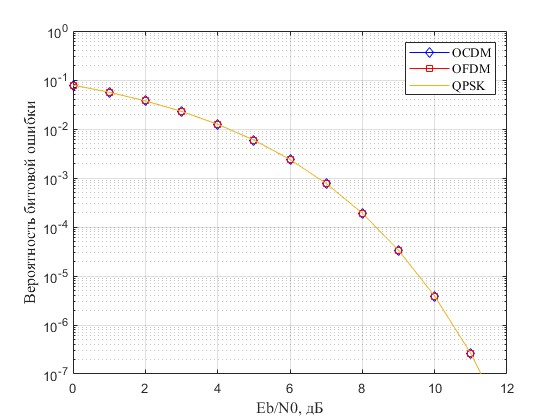 10^0
10^-1
10^-2
10^-3
10^-4
10^-5
10^-6
10^-7
Вероятность битовой ошибки
OCDM
OFDM
QPSK
0 2 4 6 8 10 12
Eb/N0, дБ